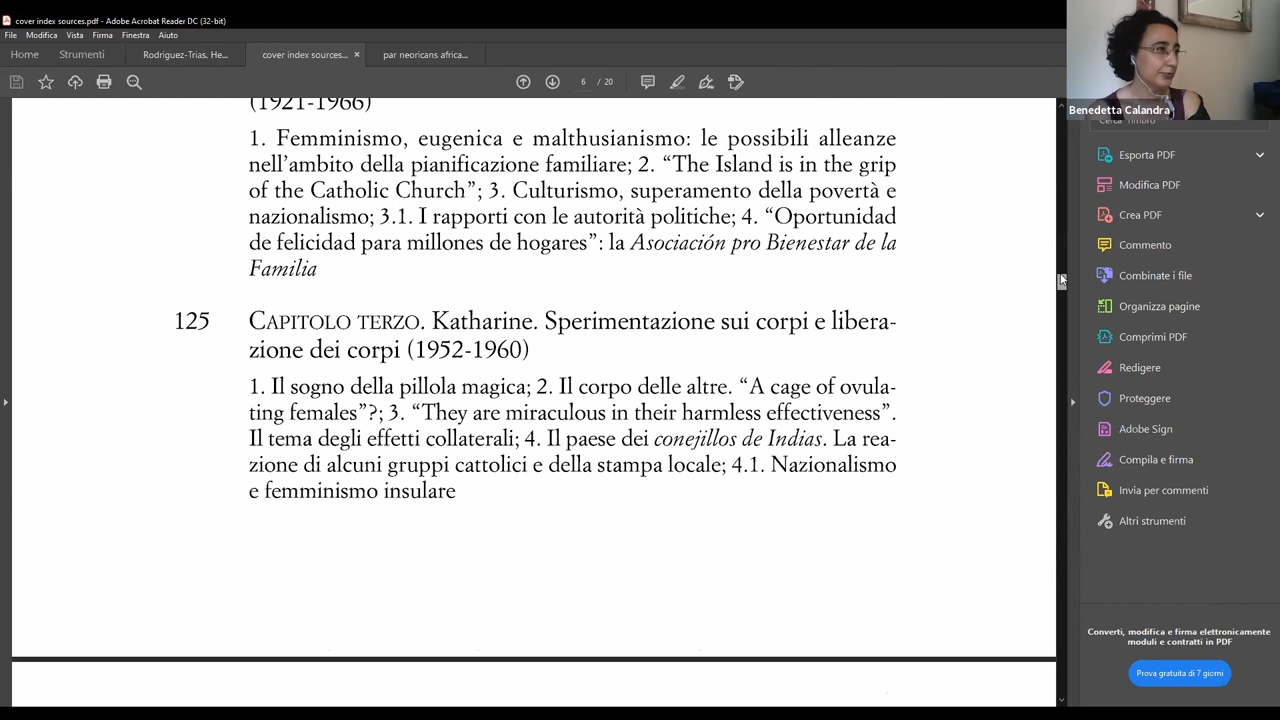 cover index sources.pdf - Adobe Acrobat Reader DC (32-bit)
File Modifica Vista Firma Finestra Aiuto
Home Strumenti Rodriguez-Trias, He... cover index sources... × par neoricans africa...
6 / 20
Benedetta Calandra
(1921-1966)
1. Femminismo, eugenica e malthusianismo: le possibili alleanze
nell'ambito della pianificazione familiare; 2. “The Island is in the grip
of the Catholic Church”; 3. Culturismo, superamento della povertà e
nazionalismo; 3.1. I rapporti con le autorità politiche; 4. “Oportunidad
de felicidad para millones de hogares”: la Asociación pro Bienestar de la
Familia
125 CAPITOLO TERZO. Katharine. Sperimentazione sui corpi e libera-
zione dei corpi (1952-1960)
1. Il sogno della pillola magica; 2. Il corpo delle altre. “A cage of ovula-
ting females”?; 3. “They are miraculous in their harmless effectiveness”.
Il tema degli effetti collaterali; 4. Il paese dei conejillos de Indias. La rea-
zione di alcuni gruppi cattolici e della stampa locale; 4.1. Nazionalismo
e femminismo insulare
Esporta PDF
Modifica PDF
Crea PDF
Commento
Combinate i file
Organizza pagine
Comprimi PDF
Redigere
Proteggere
Adobe Sign
Compila e firma
Invia per commenti
Altri strumenti
Converti, modifica e firma elettronicamente
moduli e contratti in PDF
Prova gratuita di 7 giorni